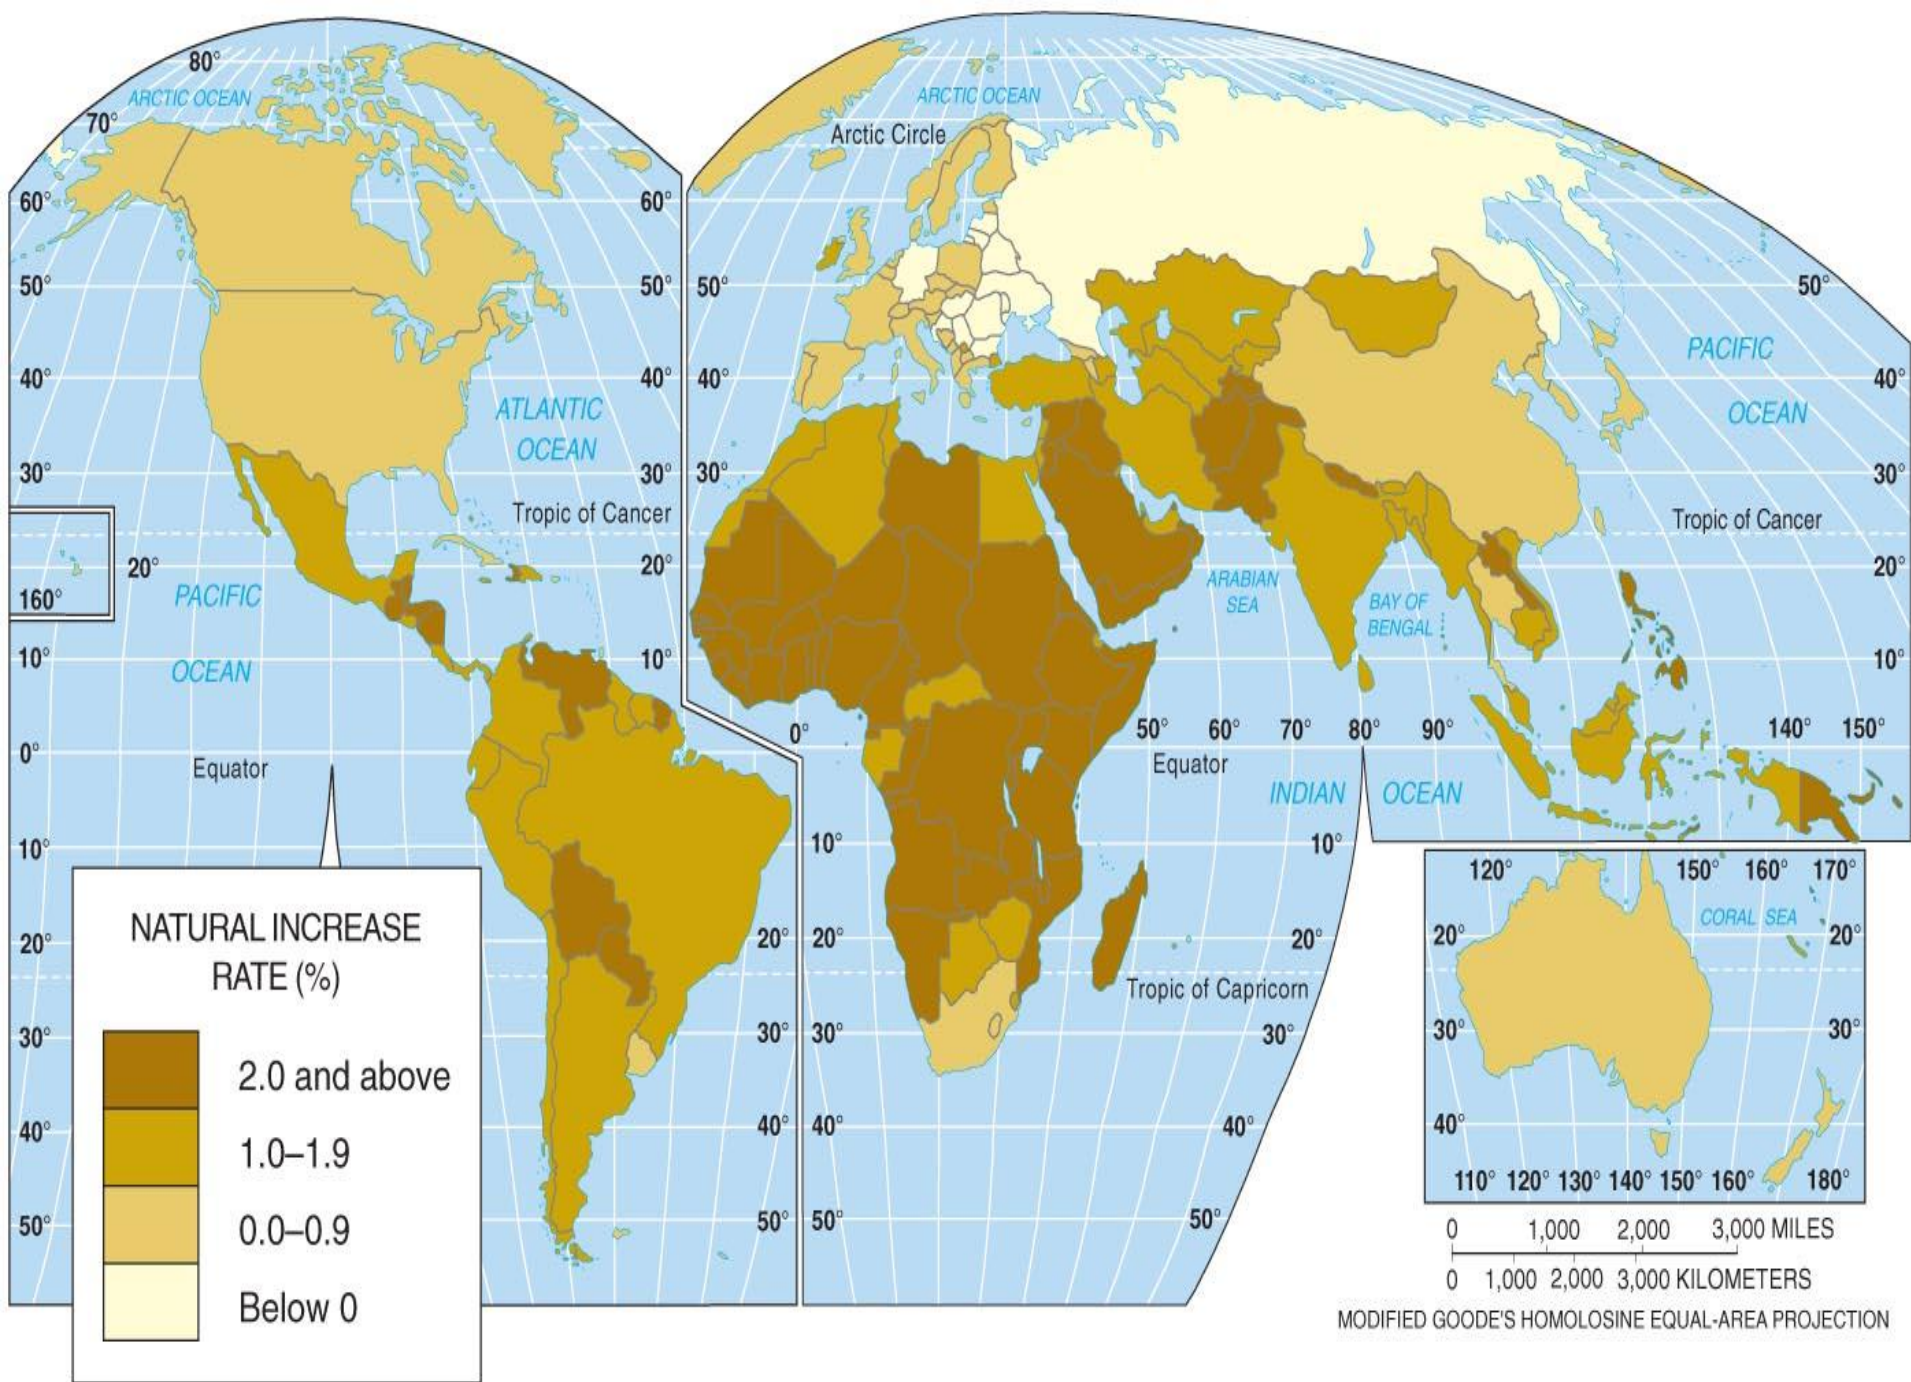 80°
ARCTIC OCEAN
70°
60°
60°
50°
50°
40°
40°
ATLANTIC
OCEAN
30°
30°
Tropic of Cancer
20°
20°
160°
PACIFIC
OCEAN
10°
10°
0°
Equator
10°
20°
20°
30°
30°
40°
40°
50°
50°
NATURAL INCREASE
RATE (%)
2.0 and above
1.0–1.9
0.0–0.9
Below 0
ARCTIC OCEAN
Arctic Circle
50°
50°
PACIFIC
OCEAN
40°
40°
30°
30°
Tropic of Cancer
20°
ARABIAN
SEA
BAY OF
BENGAL
10°
0°
50°
60°
70°
80°
90°
140°
150°
Equator
INDIAN
OCEAN
10°
10°
20°
20°
Tropic of Capricorn
30°
30°
40°
40°
50°
50°
120°
150°
160°
170°
CORAL SEA
20°
20°
30°
30°
40°
110°
120°
130°
140°
150°
160°
180°
0 1,000 2,000 3,000 MILES
0 1,000 2,000 3,000 KILOMETERS
MODIFIED GOODE'S HOMOLOSINE EQUAL-AREA PROJECTION